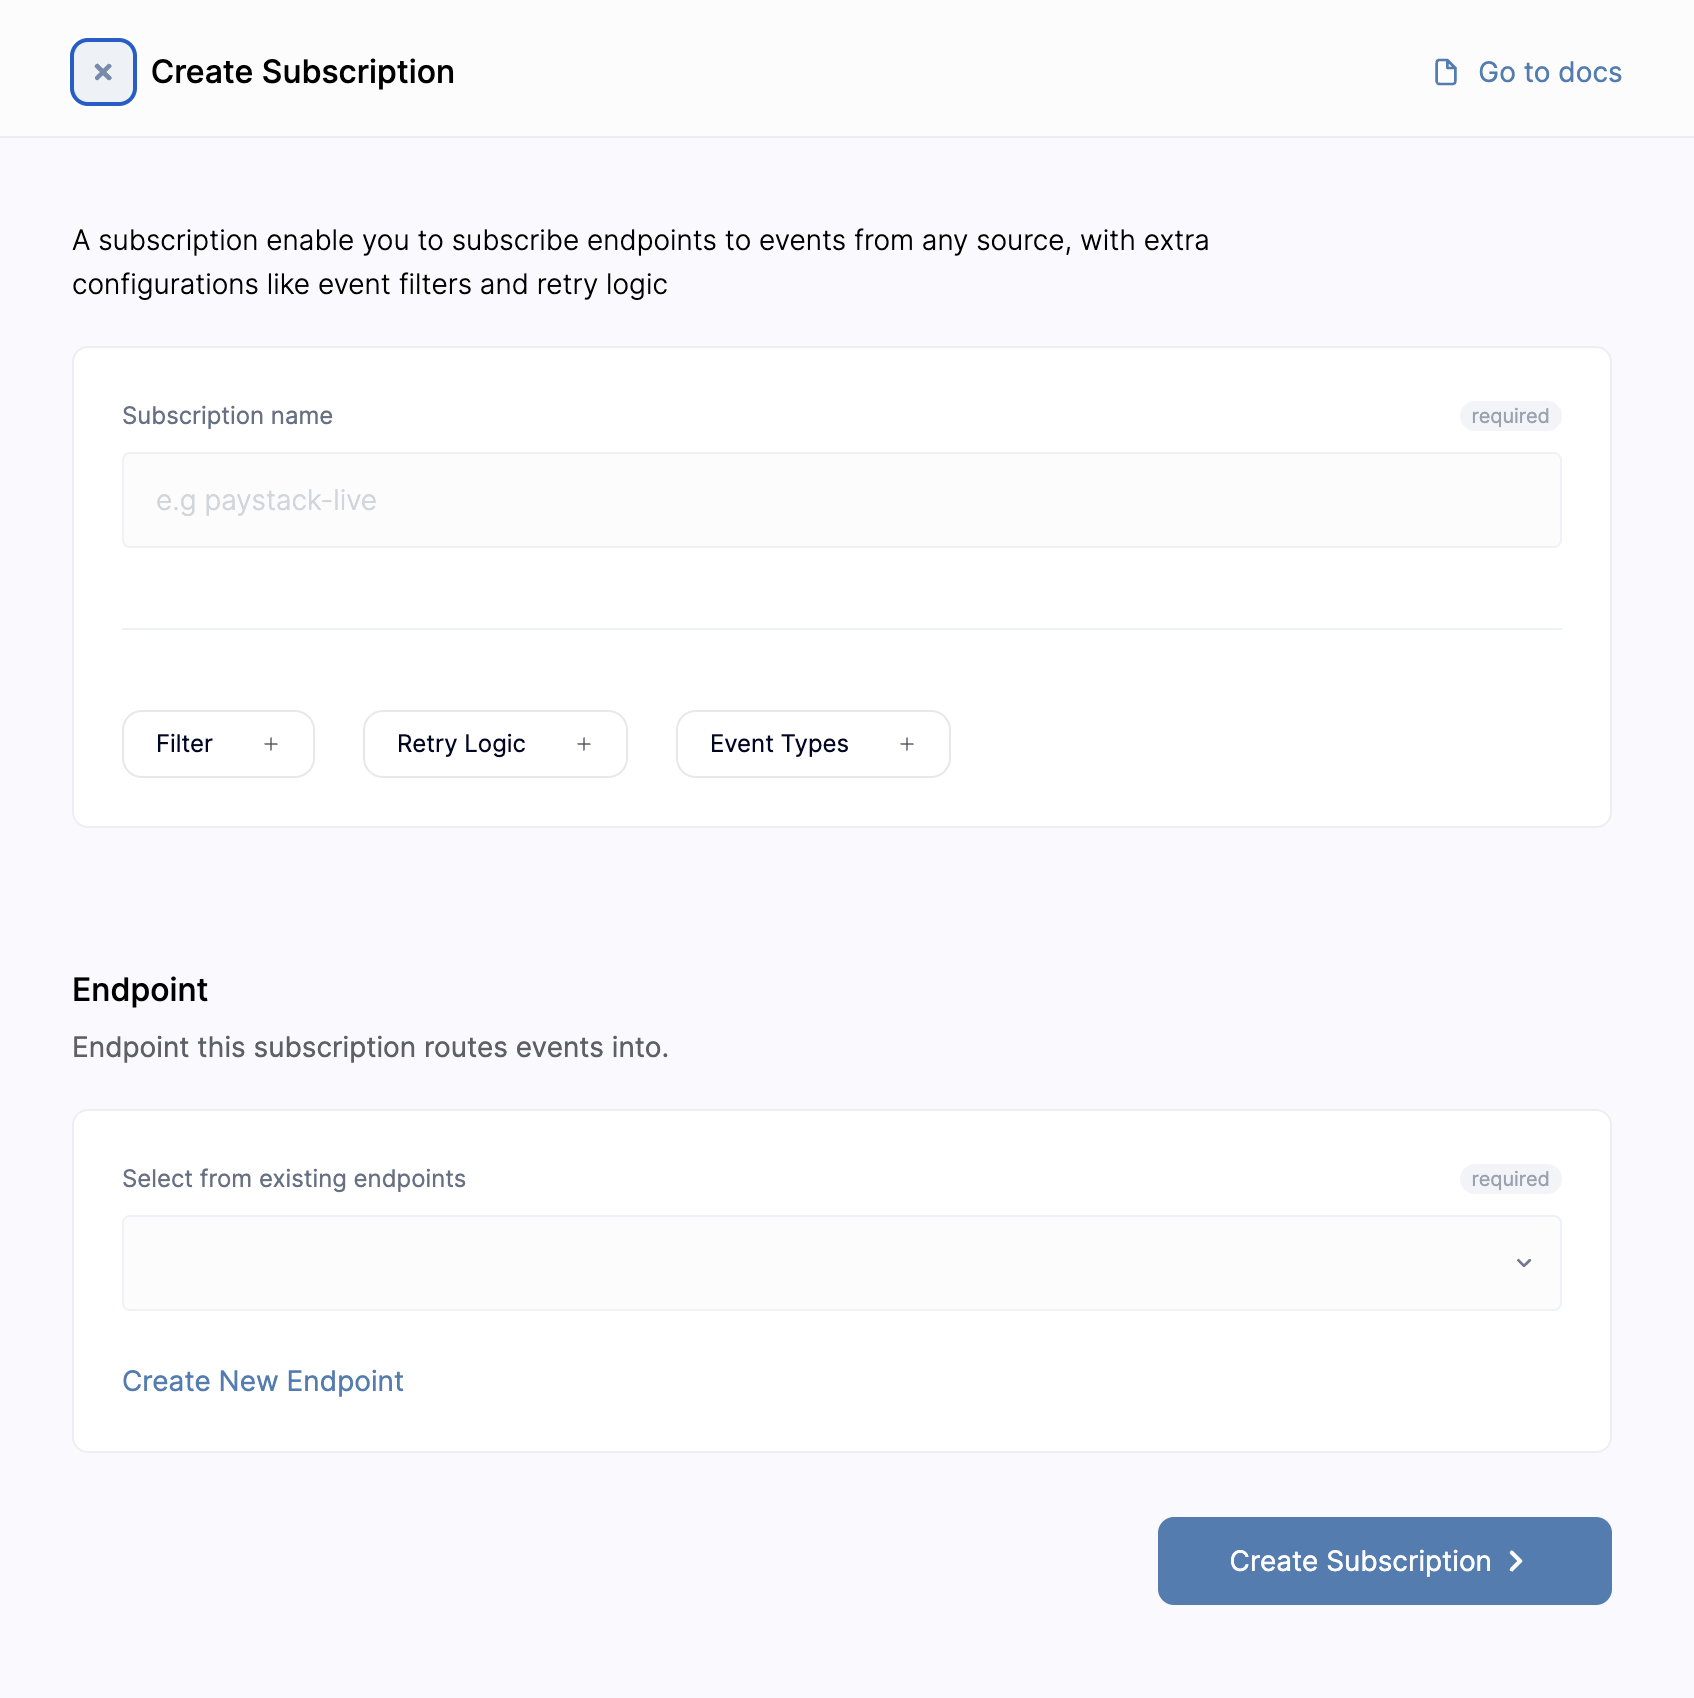 Create Subscription
Go to docs
A subscription enable you to subscribe endpoints to events from any source, with extra
configurations like event filters and retry logic
Subscription name
required
e.g paystack-live
Filter +
Retry Logic +
Event Types +
Endpoint
Endpoint this subscription routes events into.
Select from existing endpoints
required
Create New Endpoint
Create Subscription